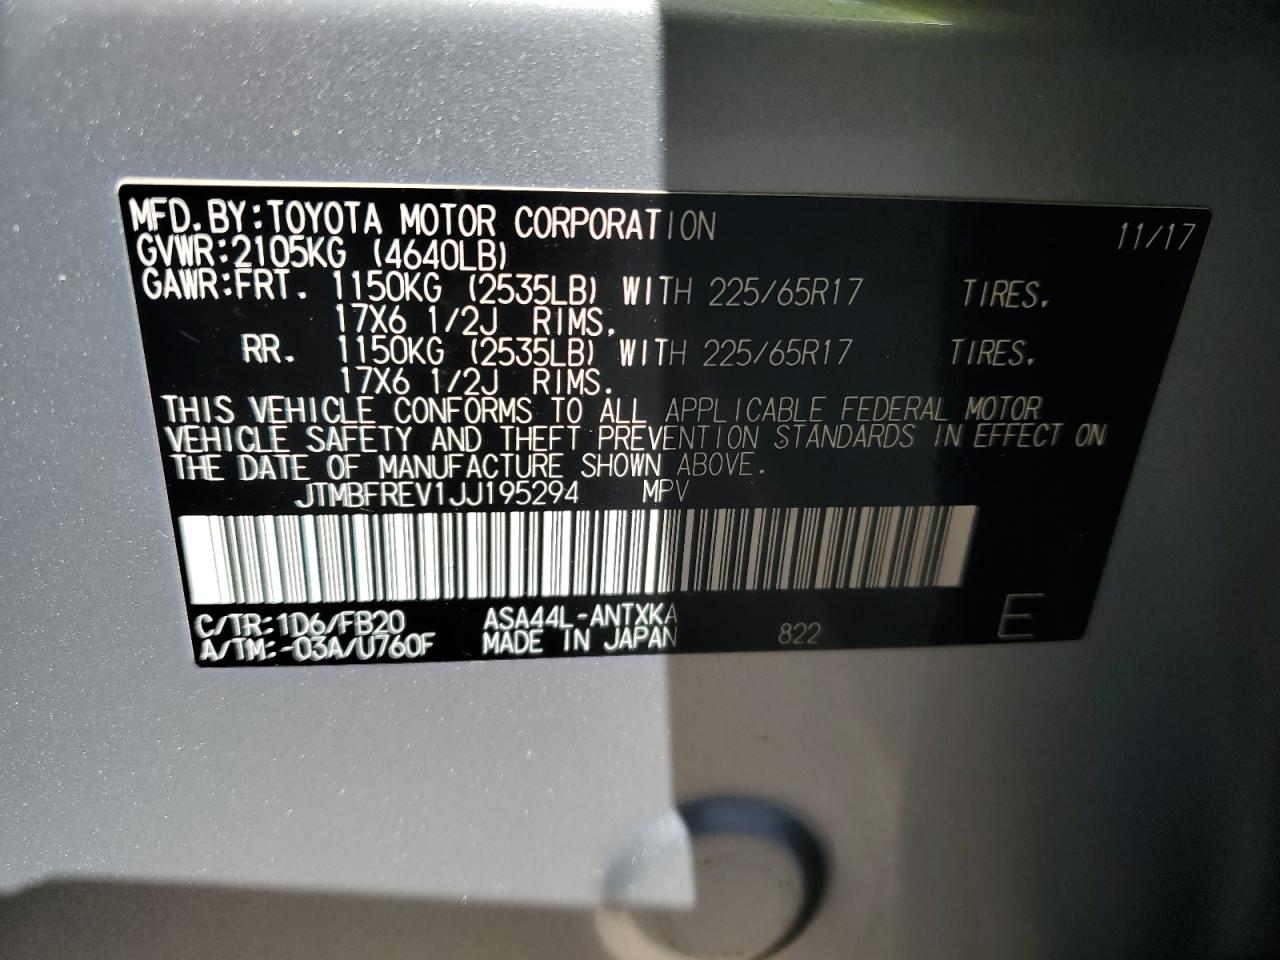 MFD.BY:TOYOTA MOTOR CORPORATION 11/17
GVWR:2105KG (4640LB)
GAWR:FRT. 1150KG (2535LB) WITH 225/65R17 TIRES.
17X6 1/2J RIMS.
RR. 1150KG (2535LB) WITH 225/65R17 TIRES.
17X6 1/2J RIMS.
THIS VEHICLE CONFORMS TO ALL APPLICABLE FEDERAL MOTOR
VEHICLE SAFETY AND THEFT PREVENTION STANDARDS IN EFFECT ON
THE DATE OF MANUFACTURE SHOWN ABOVE.
JTMBFREV1JJ195294 MPV
C/TR:1D6/FB20 ASA44L-ANTXKA
A/TM:-03A/U760F MADE IN JAPAN 822 E